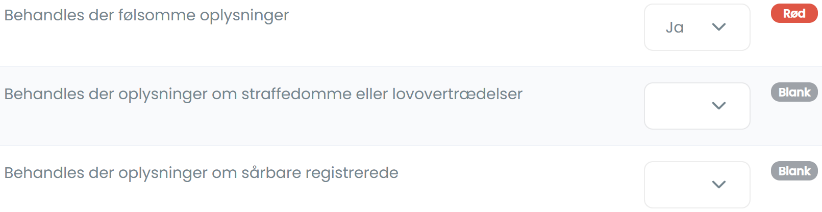 Behandles der følsomme oplysninger Ja Rød
Behandles der oplysninger om straffedomme eller lovovertrædelser Blank
Behandles der oplysninger om sårbare registrerede Blank